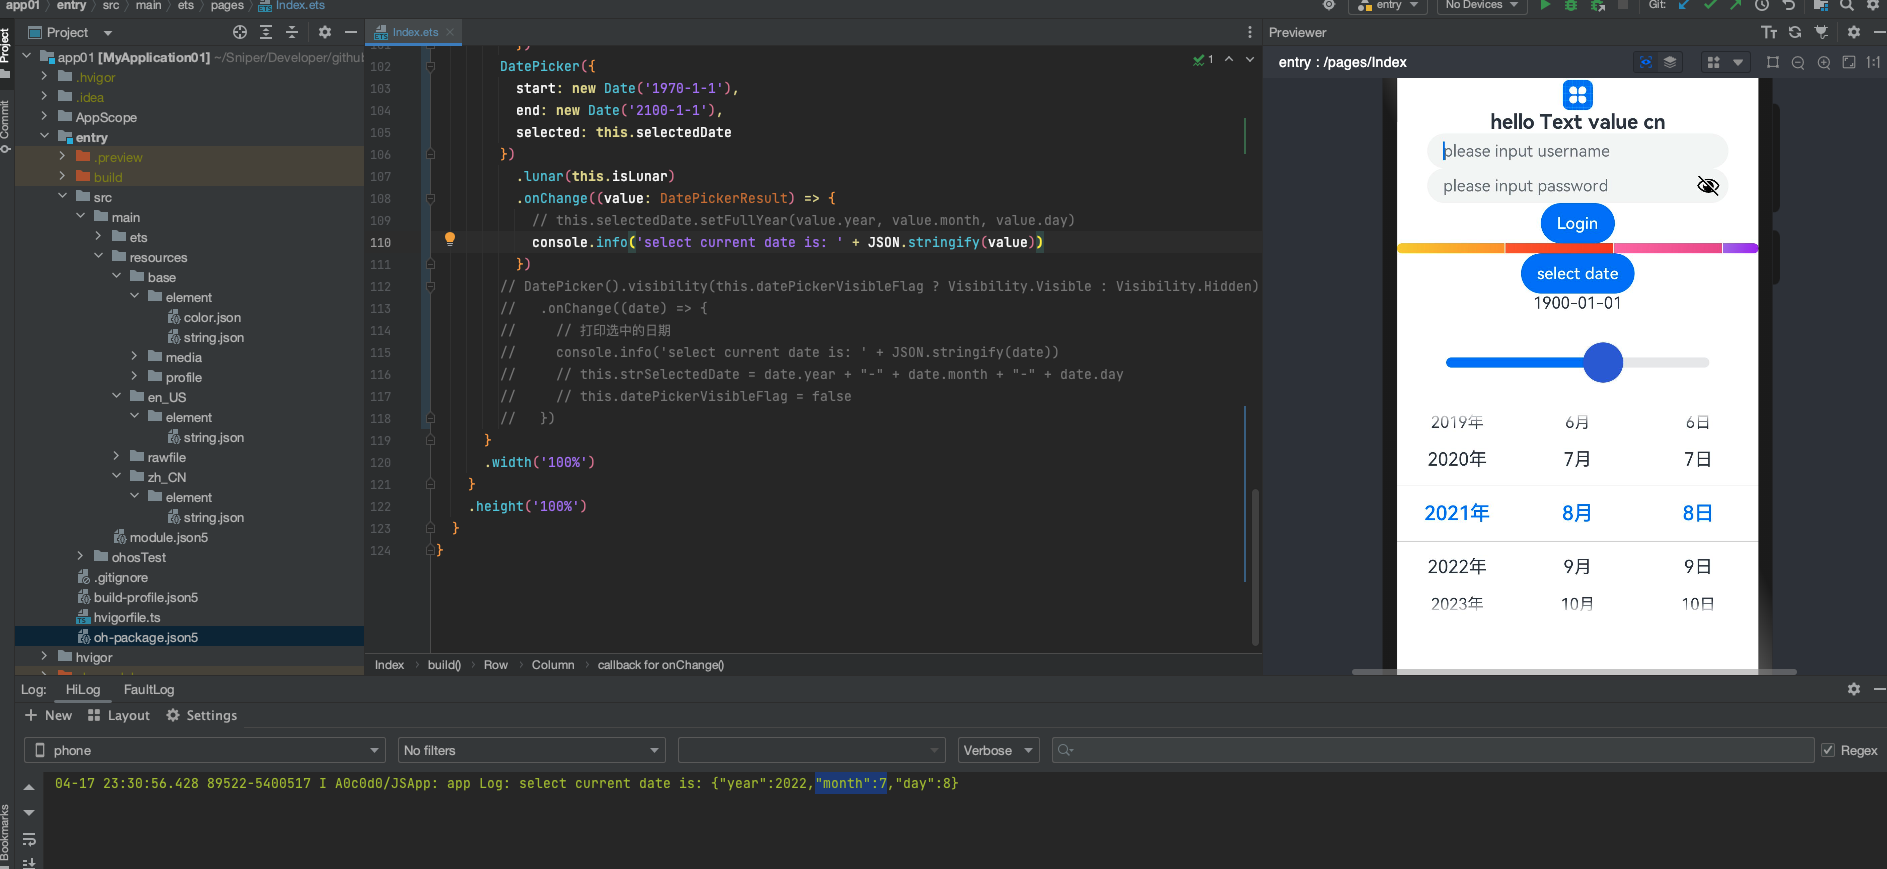 app01 entry src main ets pages Index.ets
entry No Devices Git:
Project
Index.ets
Previewer
Project
Commit
Bookmarks
app01 [MyApplication01] ~/Sniper/Developer/github
.hvigor
.idea
AppScope
entry
.preview
build
src
main
ets
resources
base
element
color.json
string.json
media
profile
en_US
element
string.json
rawfile
zh_CN
element
string.json
module.json5
ohosTest
.gitignore
build-profile.json5
hvigorfile.ts
oh-package.json5
hvigor
1
102 DatePicker({
103 start: new Date('1970-1-1'),
104 end: new Date('2100-1-1'),
105 selected: this.selectedDate
106 })
107 .lunar(this.isLunar)
108 .onChange((value: DatePickerResult) => {
109 // this.selectedDate.setFullYear(value.year, value.month, value.day)
110 console.info('select current date is: ' + JSON.stringify(value))
111 })
112 // DatePicker().visibility(this.datePickerVisibleFlag ? Visibility.Visible : Visibility.Hidden)
113 // .onChange((date) => {
114 // // 打印选中的日期
115 // console.info('select current date is: ' + JSON.stringify(date))
116 // // this.strSelectedDate = date.year + "-" + date.month + "-" + date.day
117 // // this.datePickerVisibleFlag = false
118 // })
119 }
120 .width('100%')
121 }
122 .height('100%')
123 }
124 }
Index build() Row Column callback for onChange()
entry : /pages/Index
1:1
hello Text value cn
please input username
please input password
Login
select date
1900-01-01
2019年 6月 6日
2020年 7月 7日
2021年 8月 8日
2022年 9月 9日
2023年 10月 10日
Log: HiLog FaultLog
New Layout Settings
phone No filters Verbose Regex
04-17 23:30:56.428 89522-5400517 I A0c0d0/JSApp: app Log: select current date is: {"year":2022,"month":7,"day":8}